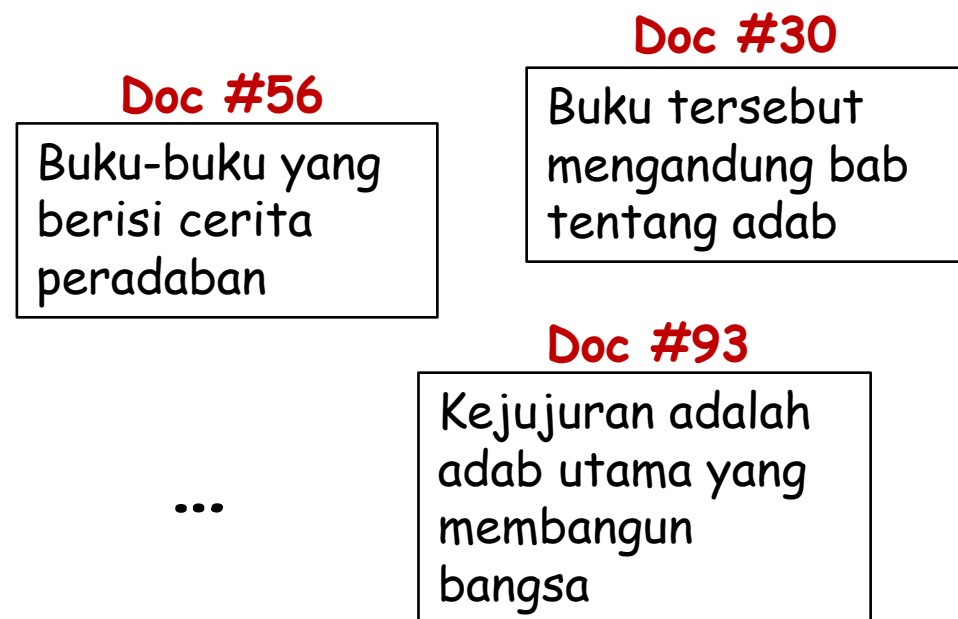 Doc #56
Buku-buku yang
berisi cerita
peradaban
Doc #30
Buku tersebut
mengandung bab
tentang adab
Doc #93
Kejujuran adalah
adab utama yang
membangun
bangsa
...